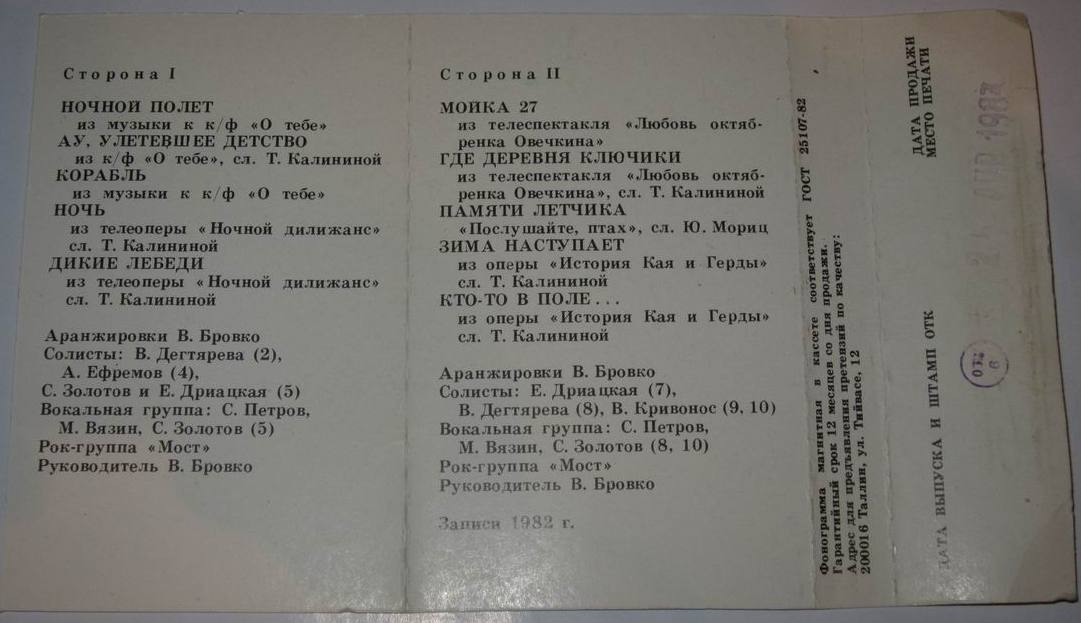 Сторона I
НОЧНОЙ ПОЛЕТ
из музыки к к/ф «О тебе»
АУ, УЛЕТЕВШЕЕ ДЕТСТВО
из к/ф «О тебе», сл. Т. Калининой
КОРАБЛЬ
из музыки к к/ф «О тебе»
НОЧЬ
из телеоперы «Ночной дилижанс»
сл. Т. Калининой
ДИКИЕ ЛЕБЕДИ
из телеоперы «Ночной дилижанс»
сл. Т. Калининой
Аранжировки В. Бровко
Солисты: В. Дегтярева (2),
А. Ефремов (4),
С. Золотов и Е. Дриацкая (5)
Вокальная группа: С. Петров,
М. Вязин, С. Золотов (5)
Рок-группа «Мост»
Руководитель В. Бровко
Сторона II
МОЙКА 27
из телеспектакля «Любовь октяб-
ренка Овечкина»
ГДЕ ДЕРЕВНЯ КЛЮЧИКИ
из телеспектакля «Любовь октяб-
ренка Овечкина», сл. Т. Калининой
ПАМЯТИ ЛЕТЧИКА
«Послушайте, птах», сл. Ю. Мориц
ЗИМА НАСТУПАЕТ
из оперы «История Кая и Герды»
сл. Т. Калининой
КТО-ТО В ПОЛЕ...
из оперы «История Кая и Герды»
сл. Т. Калининой
Аранжировки В. Бровко
Солисты: Е. Дриацкая (7),
В. Дегтярева (8), В. Кривонос (9, 10)
Вокальная группа: С. Петров,
М. Вязин, С. Золотов (8, 10)
Рок-группа «Мост»
Руководитель В. Бровко
Записи 1982 г.
Фонограмма магнитная в кассете соответствует ГОСТ 25107-82
Гарантийный срок 12 месяцев со дня продажи.
Адрес для предъявления претензий по качеству:
200016 Таллин, ул. Тийвасе, 12
ДАТА ПРОДАЖИ
МЕСТО ПЕЧАТИ
ДАТА ВЫПУСКА И ШТАМП ОТК
ОТК
6